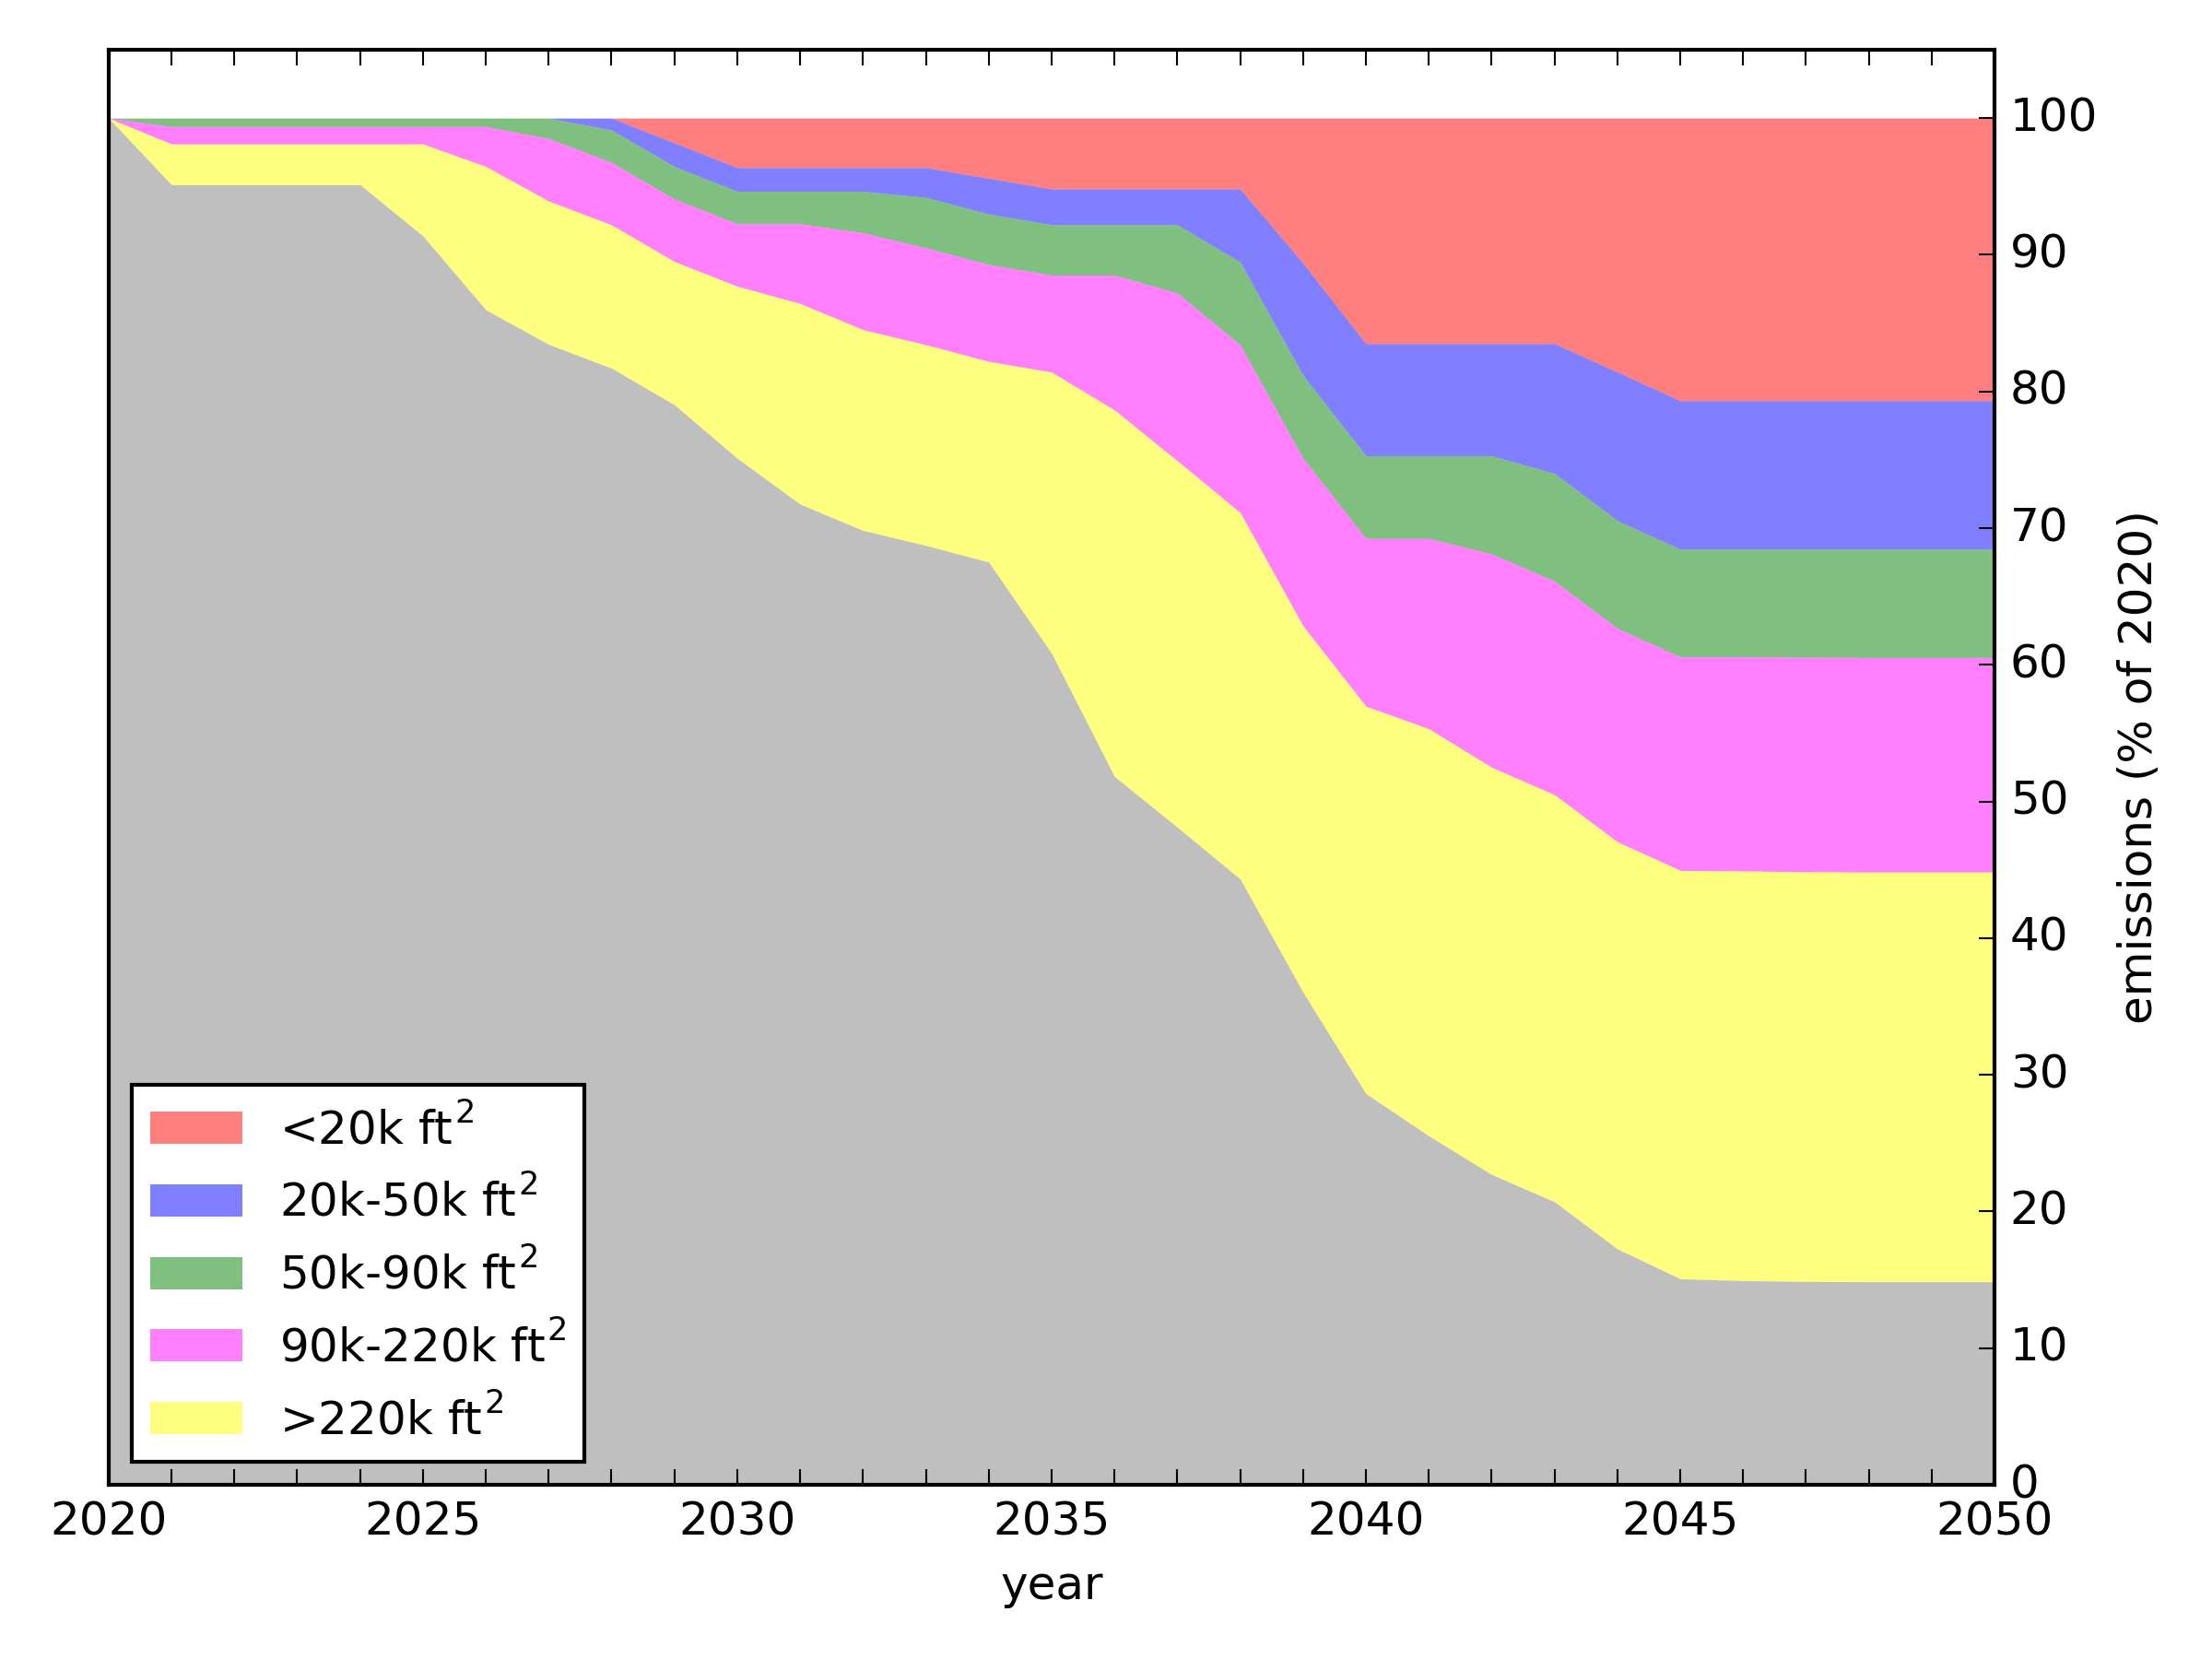 100
90
80
70
60
50
40
30
20
10
0
emissions (% of 2020)
<20k ft²
20k-50k ft²
50k-90k ft²
90k-220k ft²
>220k ft²
2020 2025 2030 2035 2040 2045 2050
year